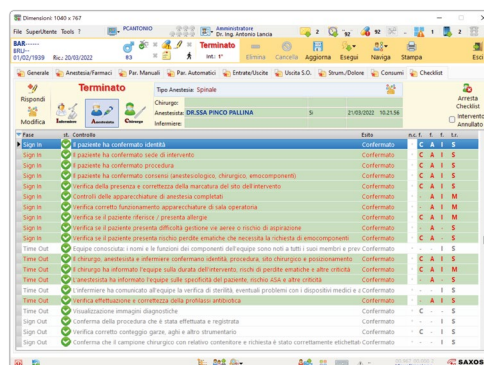 Dimensioni: 1040 x 767
File SuperUtente Tools ? PCANTONIO Amministratore Dr. Ing. Antonio Lancia 2 92 92 1 2
BAR------
BRU--
01/02/1939 Ric.: 20/03/2022 83 Terminato Int.: 1° Elimina Cancella Aggiorna Esegui Naviga Stampa Esci
Generale Anestesia/Farmaci Par. Manuali Par. Automatici Entrate/Uscite Uscita S.O. Strum./Dolore Consumi Checklist
Rispondi Terminato Tipo Anestesia: Spinale
Modifica Infermiere Anestesista Chirurgo
Chirurgo:
Anestesista: DR.SSA PINCO PALLINA Si 21/03/2022 10:21:56
Infermiere:
Arresta Checklist
Intervento Annullato
Fase st. Controllo Esito n.c. f. f. f. t.c.
Sign In Il paziente ha confermato identità Confermato - C A I S
Sign In Il paziente ha confermato sede di intervento Confermato - C A I S
Sign In Il paziente ha confermato procedura Confermato - C A I S
Sign In Il paziente ha confermato consensi (anestesiologico, chirurgico, emocomponenti) Confermato - C A I S
Sign In Verifica della presenza e correttezza della marcatura del sito dell'intervento Confermato - C A I S
Sign In Controlli delle apparecchiature di anestesia completati Confermato - A I M
Sign In Verifica corretto funzionamento apparecchiature di sala operatoria Confermato - A I M
Sign In Verifica se il paziente riferisce / presenta allergie Confermato - C A I S
Sign In Verifica se il paziente presenta difficoltà gestione vie aeree o rischio di aspirazione Confermato - A - S
Sign In Verifica se il paziente presenta rischio perdite ematiche che necessita la richiesta di emocomponenti Confermato - C A - S
Time Out Equipe conosciuta: i nomi e le funzioni dei componenti dell'equipe sono noti a tutti i suoi membri e prev Confermato - I S
Time Out Il chirurgo, anestesista e infermiere confermano identità, procedura, sito chirurgico e posizionamento Confermato - C A I S
Time Out Il chirurgo ha informato l'equipe sulla durata dell'intervento, rischi di perdite ematiche e altre criticità Confermato - C A I M
Time Out L'anestesista ha informato l'equipe sulle specificità del paziente, rischio ASA e altre criticità Confermato - A - S
Time Out L'infermiere ha comunicato all'equipe la verifica di sterilità, eventuali problemi con i dispositivi medici e a Confermato - I S
Time Out Verifica effettuazione e correttezza della profilassi antibiotica Confermato - A I S
Time Out Visualizzazione immagini diagnostiche Confermato - C - S
Sign Out Conferma della procedura che è stata effettuata e registrata Confermato - I S
Sign Out Verifica corretto conteggio garze, aghi e altro strumentario Confermato - C - I S
Sign Out Conferma che il campione chirurgico con relativo contenitore e richiesta è stato correttamente etichettat Confermato - C - I S
SAXOS